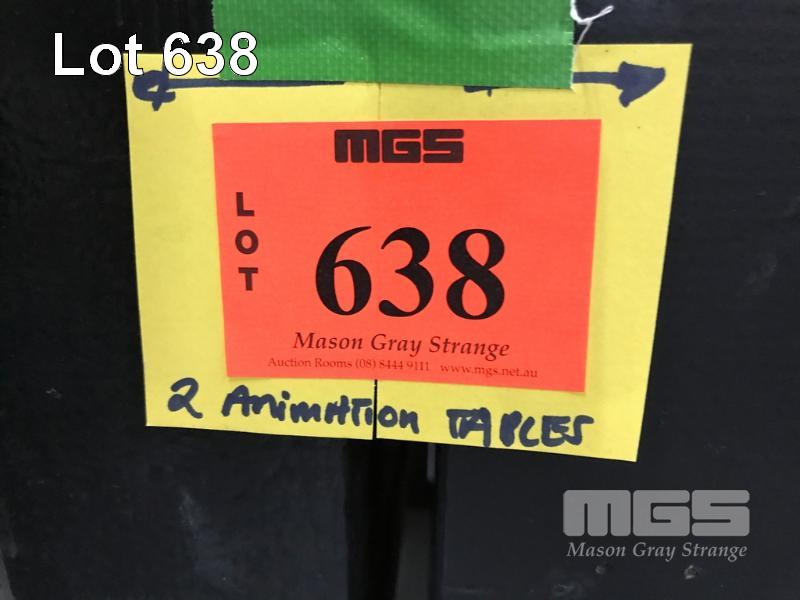 Lot 638
MGS
LOT
638
Mason Gray Strange
Auction Rooms (08) 8444 9111 www.mgs.net.au
2 AnimATion TABLES
MGS
Mason Gray Strange